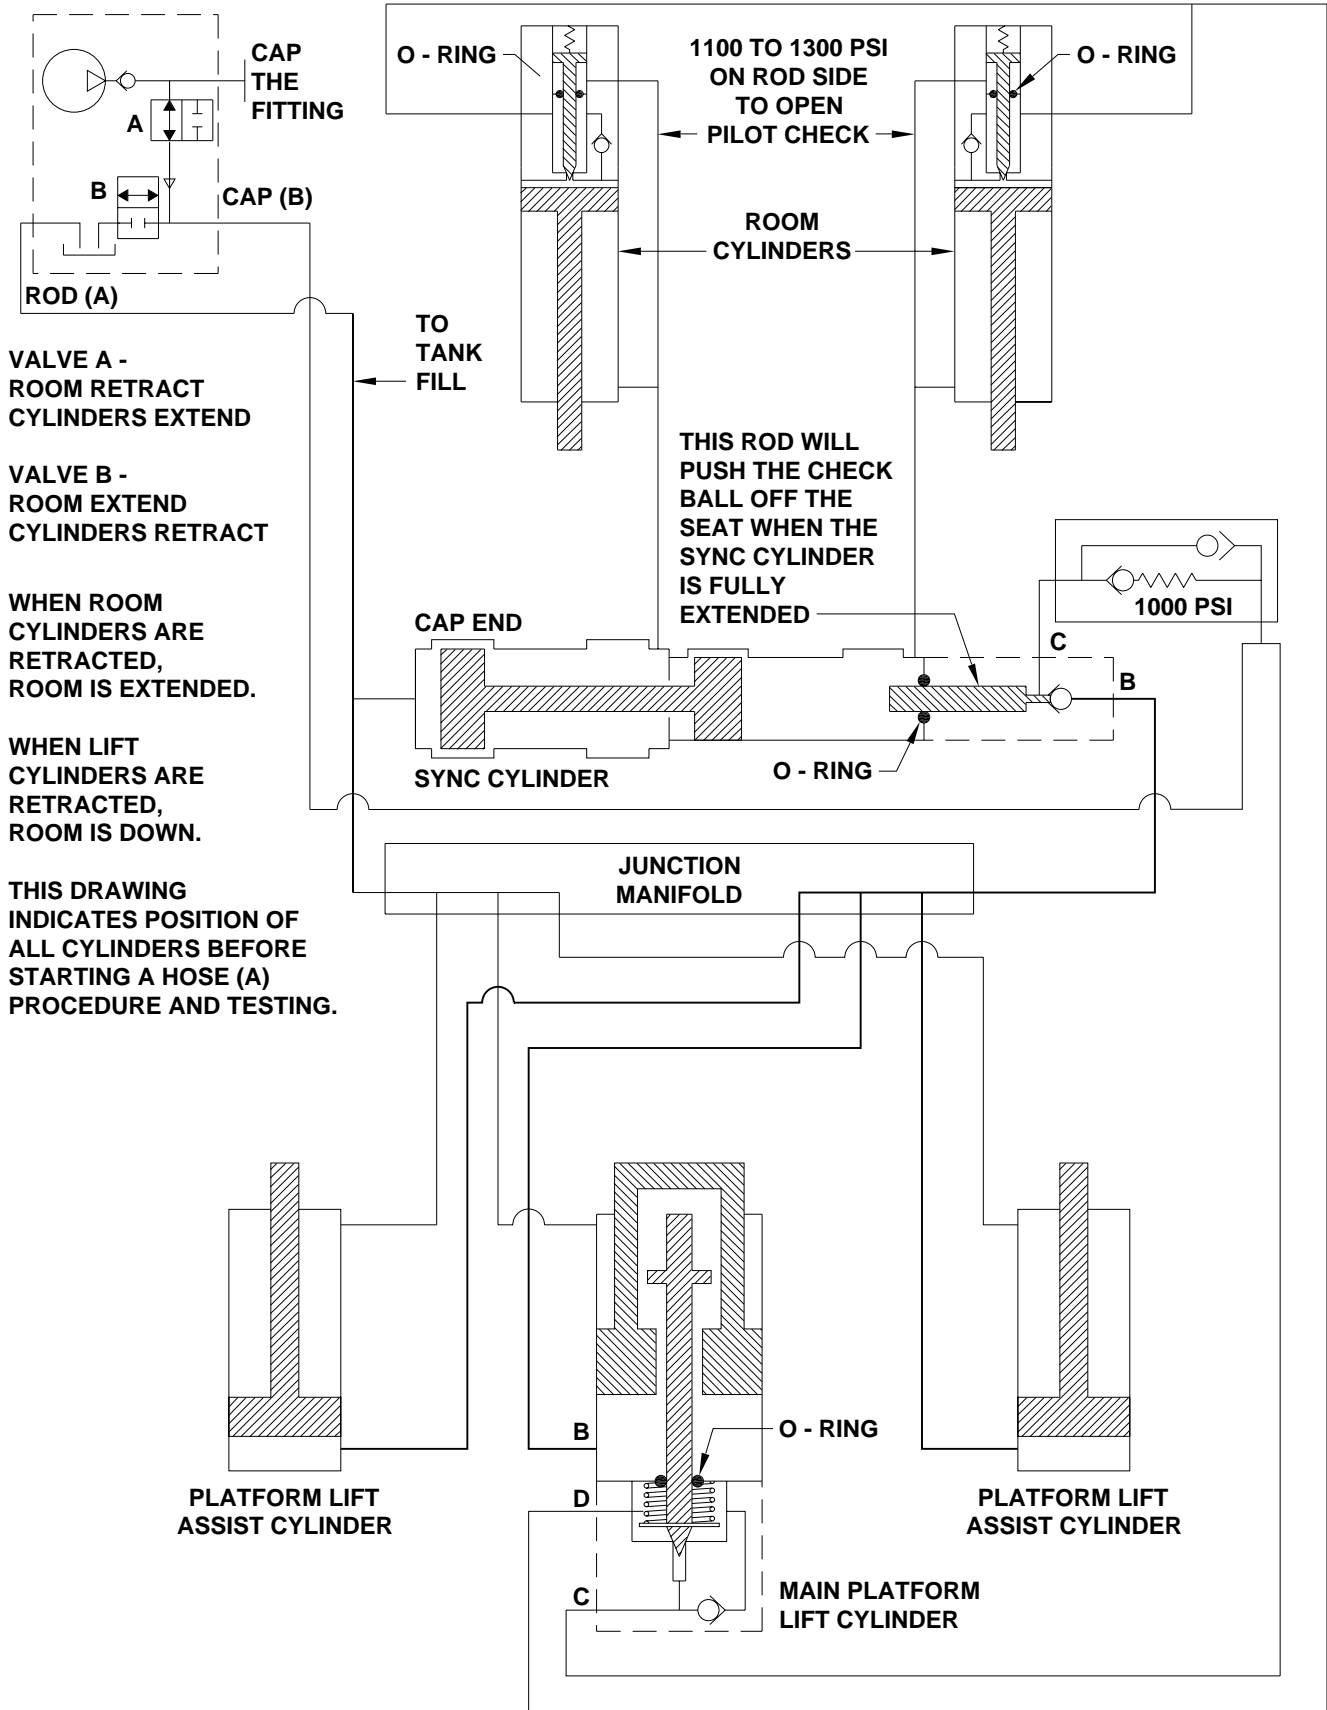 CAP
THE
FITTING
A
B
CAP (B)
ROD (A)
O - RING
1100 TO 1300 PSI
ON ROD SIDE
TO OPEN
PILOT CHECK
O - RING
ROOM
CYLINDERS
TO
TANK
FILL
VALVE A -
ROOM RETRACT
CYLINDERS EXTEND
VALVE B -
ROOM EXTEND
CYLINDERS RETRACT
WHEN ROOM
CYLINDERS ARE
RETRACTED,
ROOM IS EXTENDED.
WHEN LIFT
CYLINDERS ARE
RETRACTED,
ROOM IS DOWN.
THIS DRAWING
INDICATES POSITION OF
ALL CYLINDERS BEFORE
STARTING A HOSE (A)
PROCEDURE AND TESTING.
THIS ROD WILL
PUSH THE CHECK
BALL OFF THE
SEAT WHEN THE
SYNC CYLINDER
IS FULLY
EXTENDED
1000 PSI
CAP END
C
B
SYNC CYLINDER
O - RING
JUNCTION
MANIFOLD
B
O - RING
D
C
PLATFORM LIFT
ASSIST CYLINDER
MAIN PLATFORM
LIFT CYLINDER
PLATFORM LIFT
ASSIST CYLINDER